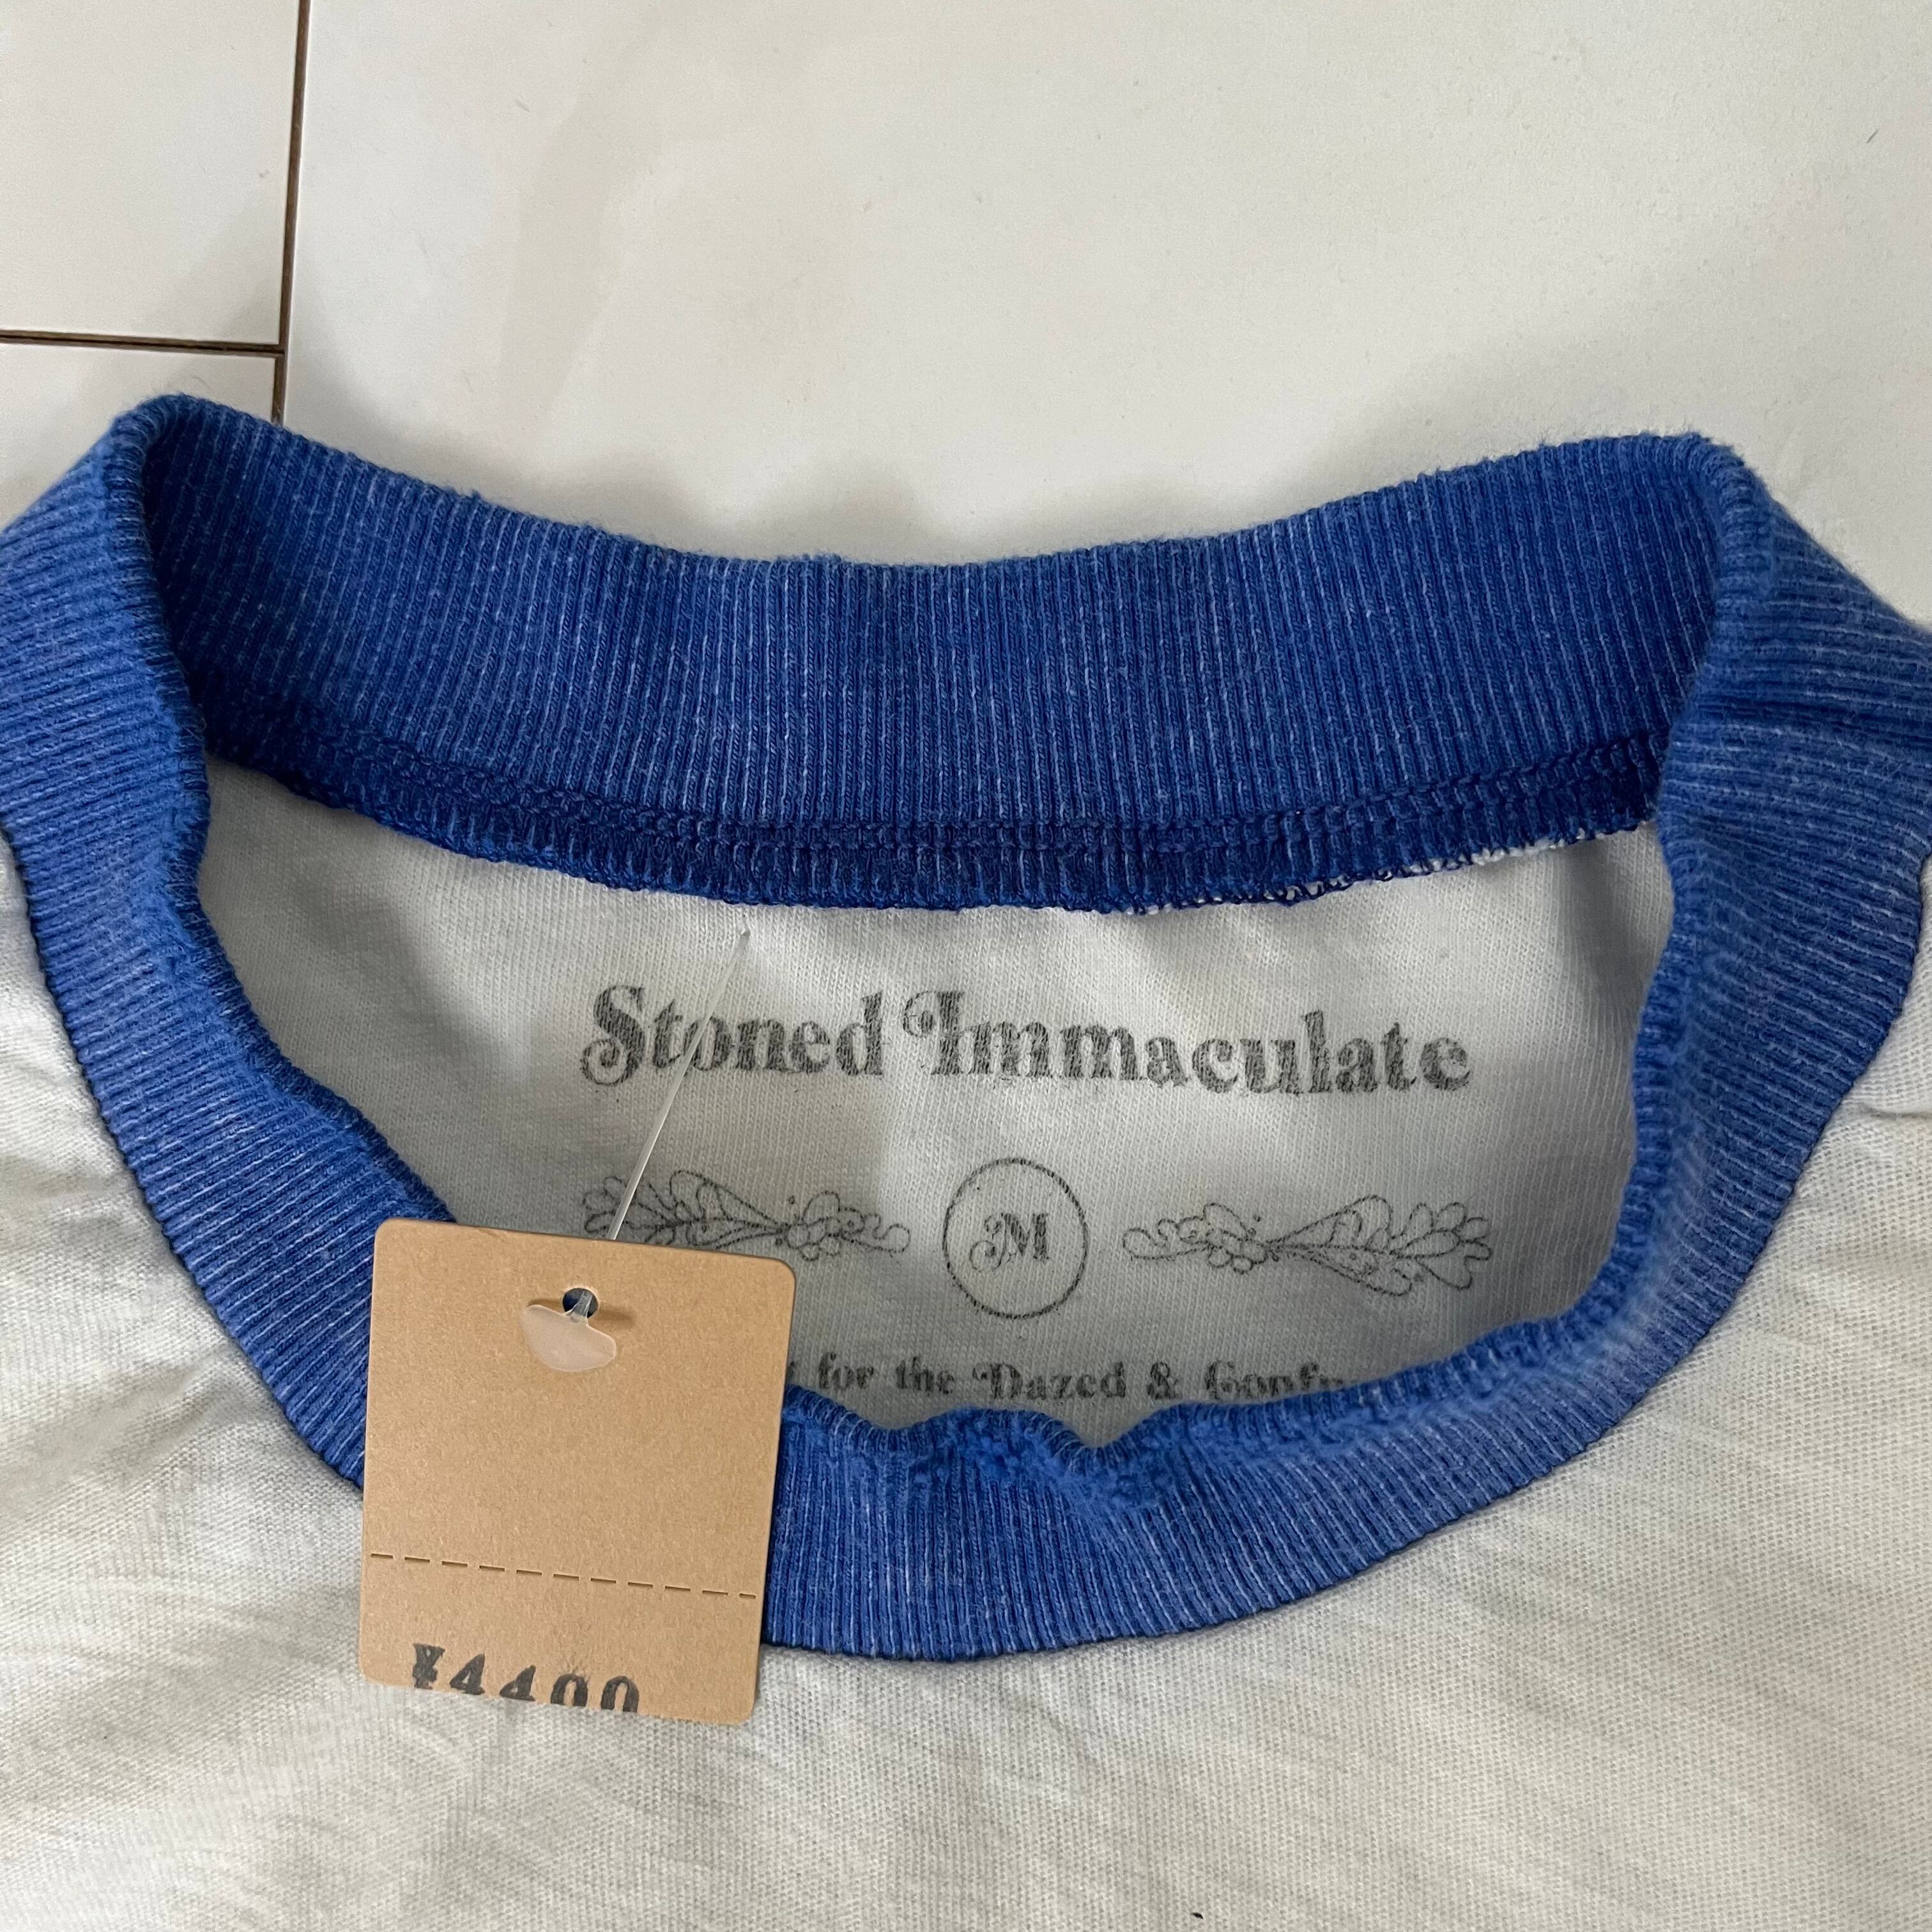 Stoned Immaculate
M
for the Dazed &
¥4400